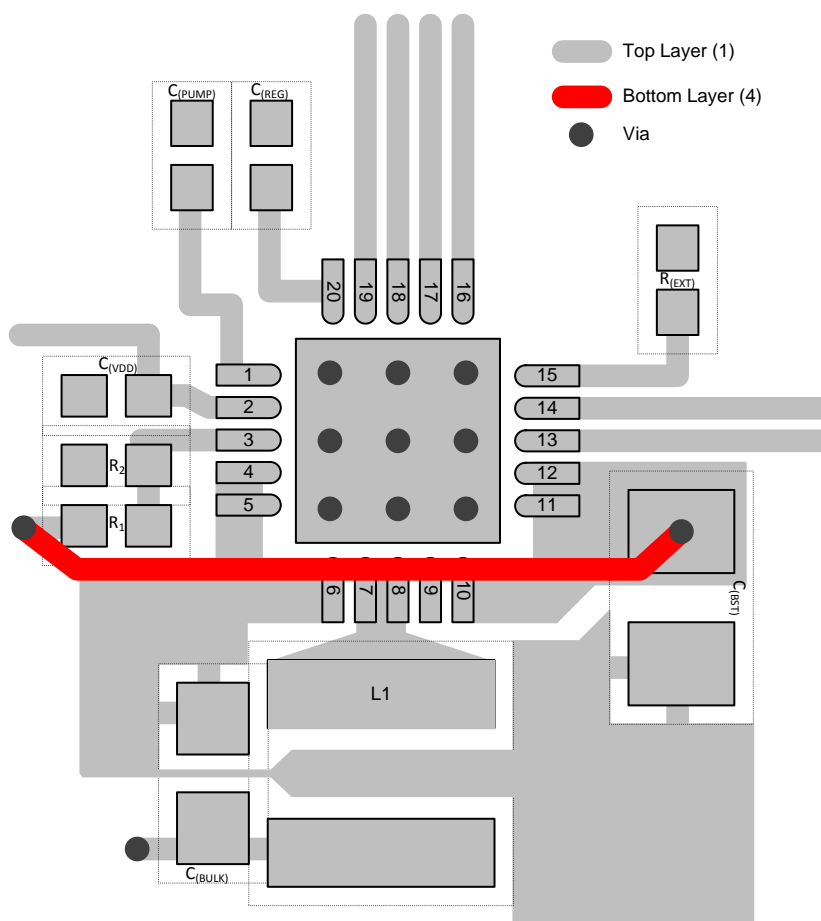 Top Layer (1)
Bottom Layer (4)
Via
C(PUMP)
C(REG)
R(EXT)
20
19
18
17
16
C(VDD)
1
2
3
4
5
15
14
13
12
11
R2
R1
6
7
8
9
10
C(BST)
L1
C(BULK)